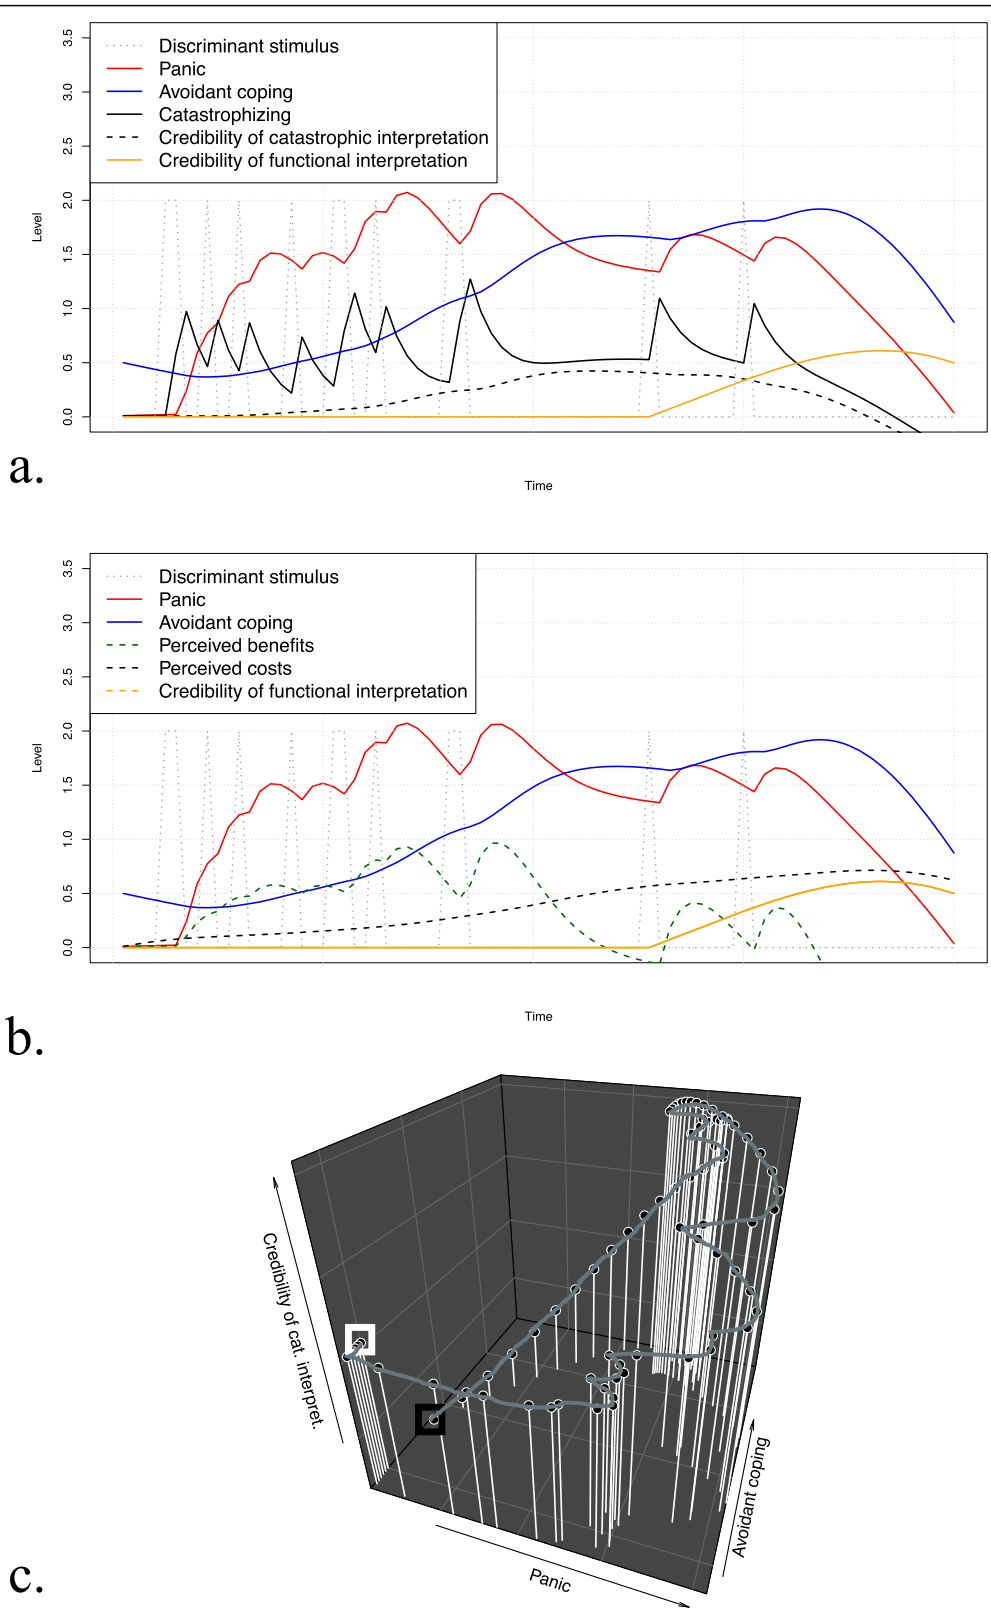 3.5
3.0
2.5
2.0
1.5
1.0
0.5
0.0
Level
Discriminant stimulus
Panic
Avoidant coping
Catastrophizing
Credibility of catastrophic interpretation
Credibility of functional interpretation
Time
a.
3.5
3.0
2.5
2.0
1.5
1.0
0.5
0.0
Level
Discriminant stimulus
Panic
Avoidant coping
Perceived benefits
Perceived costs
Credibility of functional interpretation
Time
b.
Credibility of cat. interpret.
Avoidant coping
Panic
c.